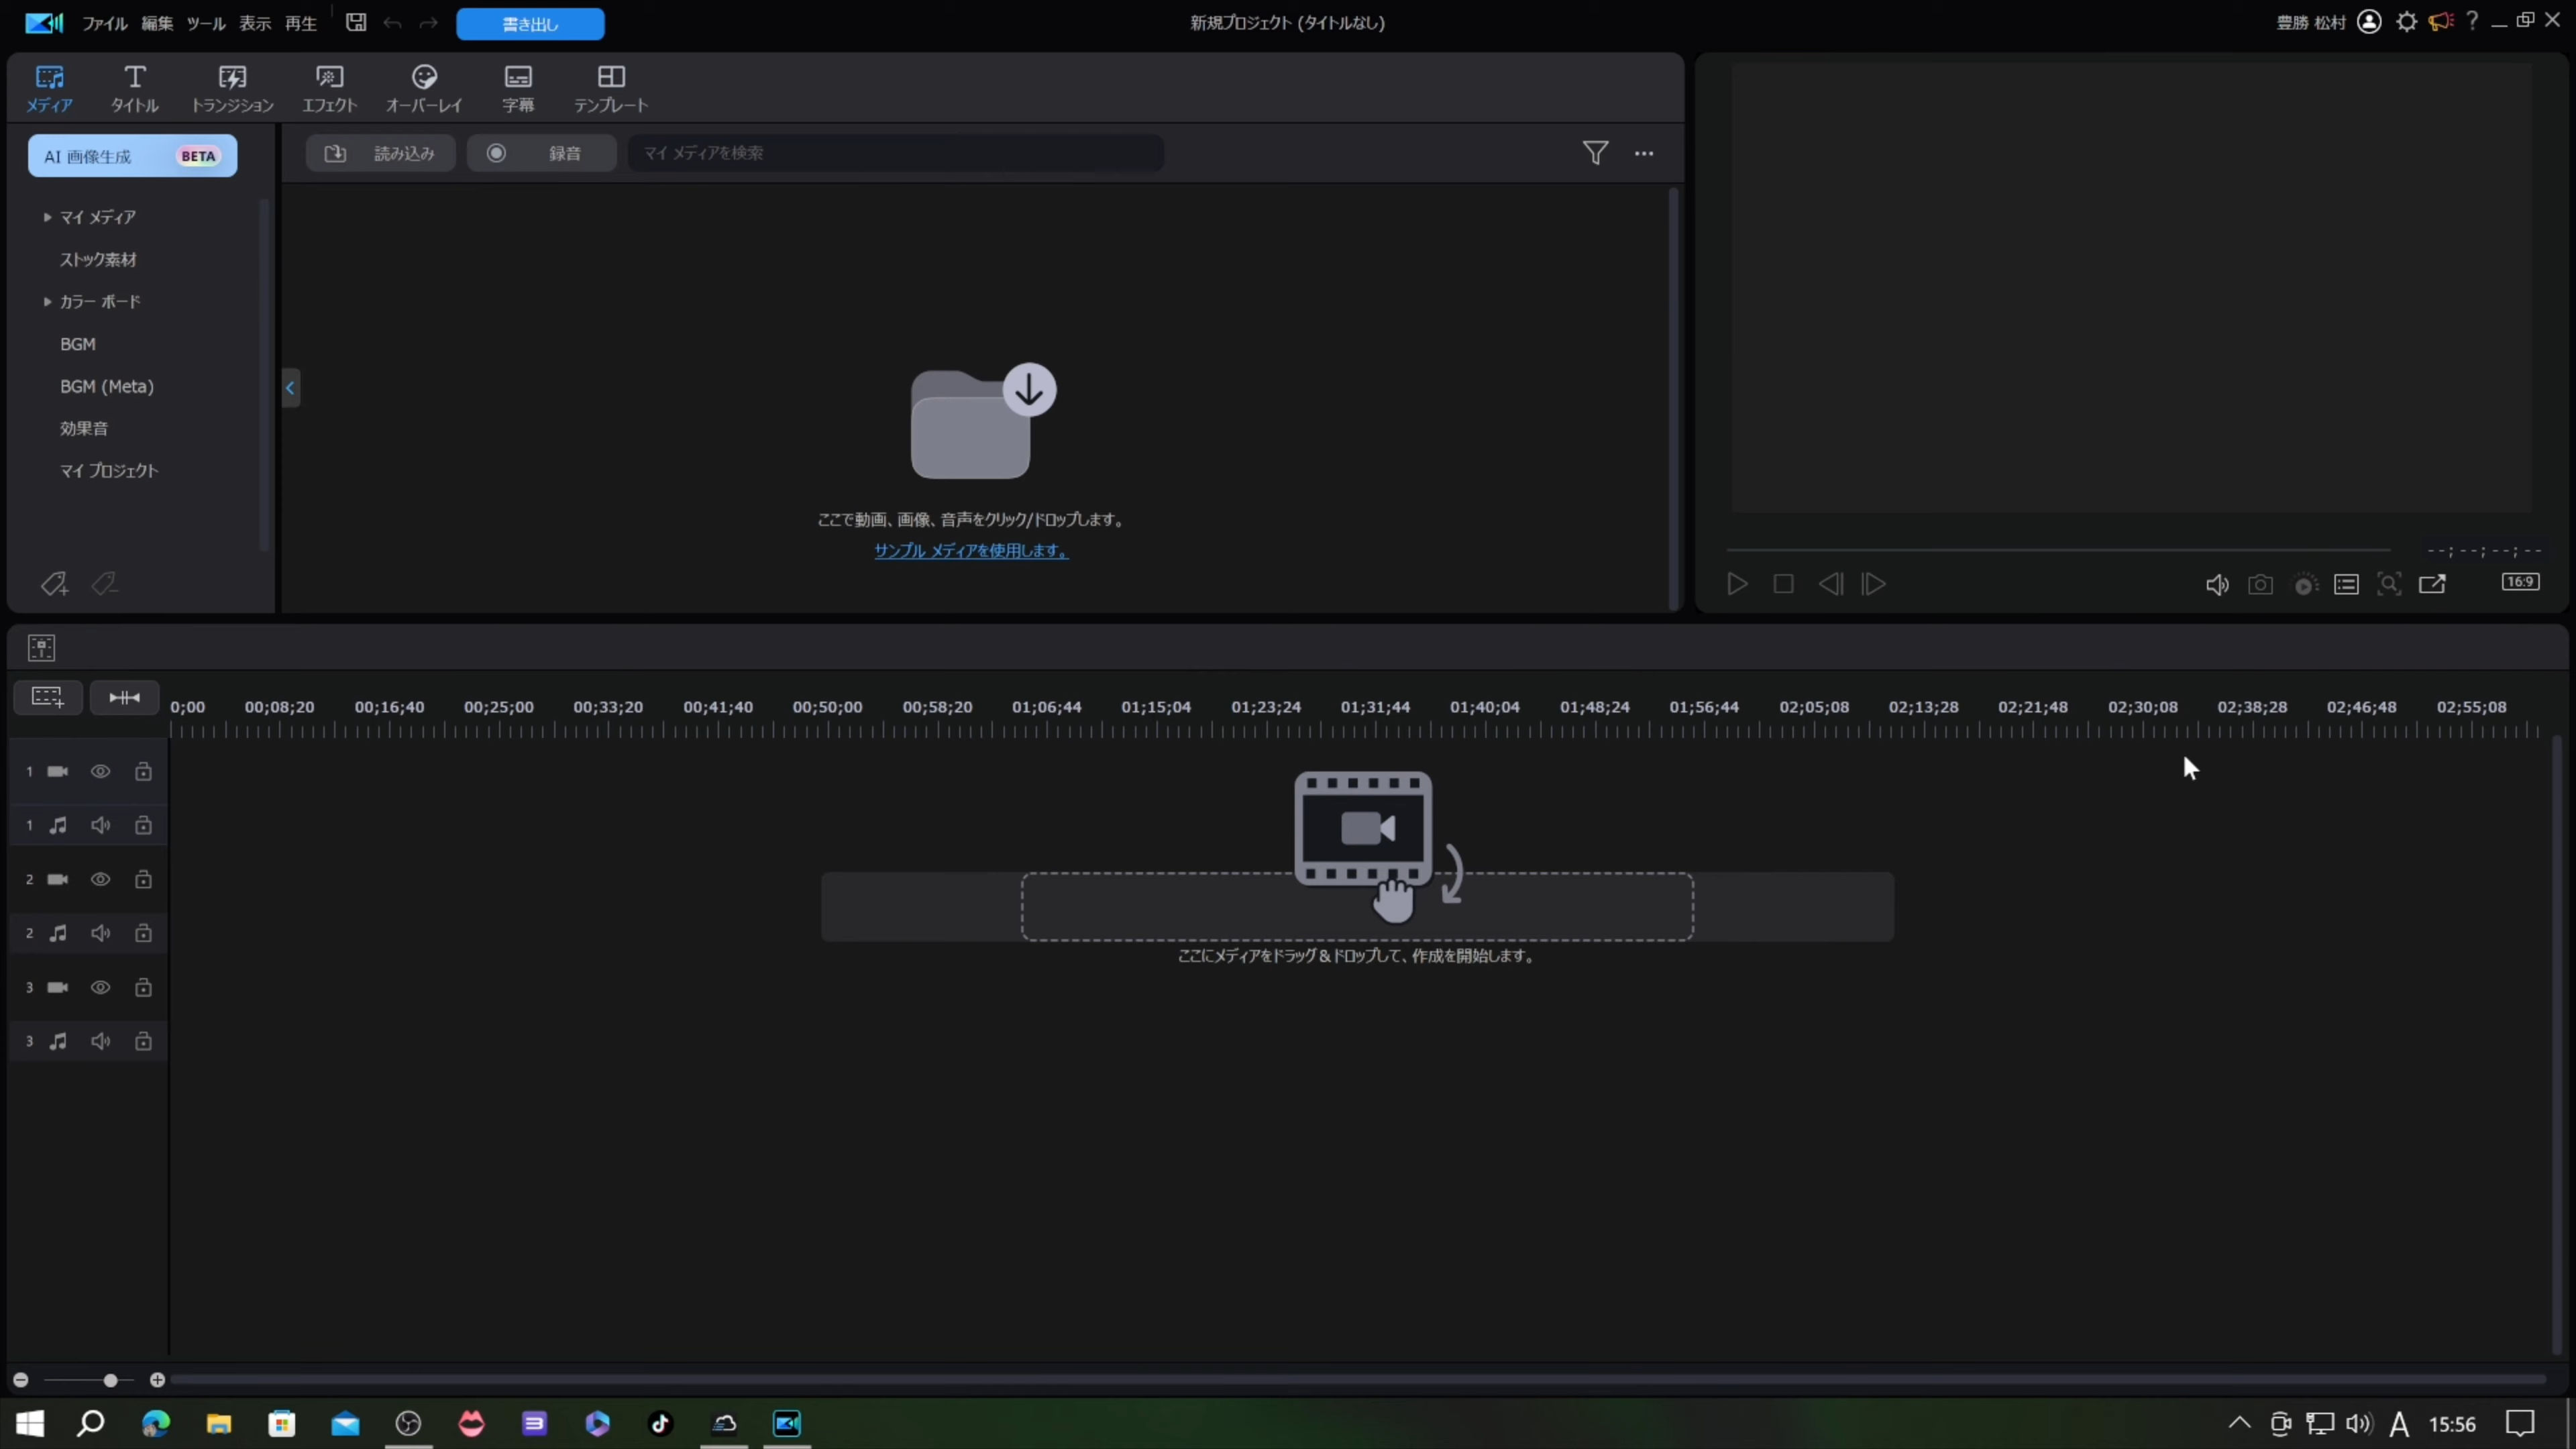 ファイル 編集 ツール 表示 再生 書き出し 新規プロジェクト (タイトルなし) 豊勝 松村 ?
メディア タイトル トランジション エフェクト オーバーレイ 字幕 テンプレート
AI 画像生成 BETA 読み込み 録音 マイ メディアを検索
マイ メディア
ストック素材
カラー ボード
BGM
BGM (Meta)
効果音
マイ プロジェクト
ここで動画、画像、音声をクリック/ドロップします。
サンプル メディアを使用します。
--;--;--;--
16:9
0;00 00;08;20 00;16;40 00;25;00 00;33;20 00;41;40 00;50;00 00;58;20 01;06;44 01;15;04 01;23;24 01;31;44 01;40;04 01;48;24 01;56;44 02;05;08 02;13;28 02;21;48 02;30;08 02;38;28 02;46;48 02;55;08
1
1
2
2
3
3
ここにメディアをドラッグ&ドロップして、作成を開始します。
A 15:56